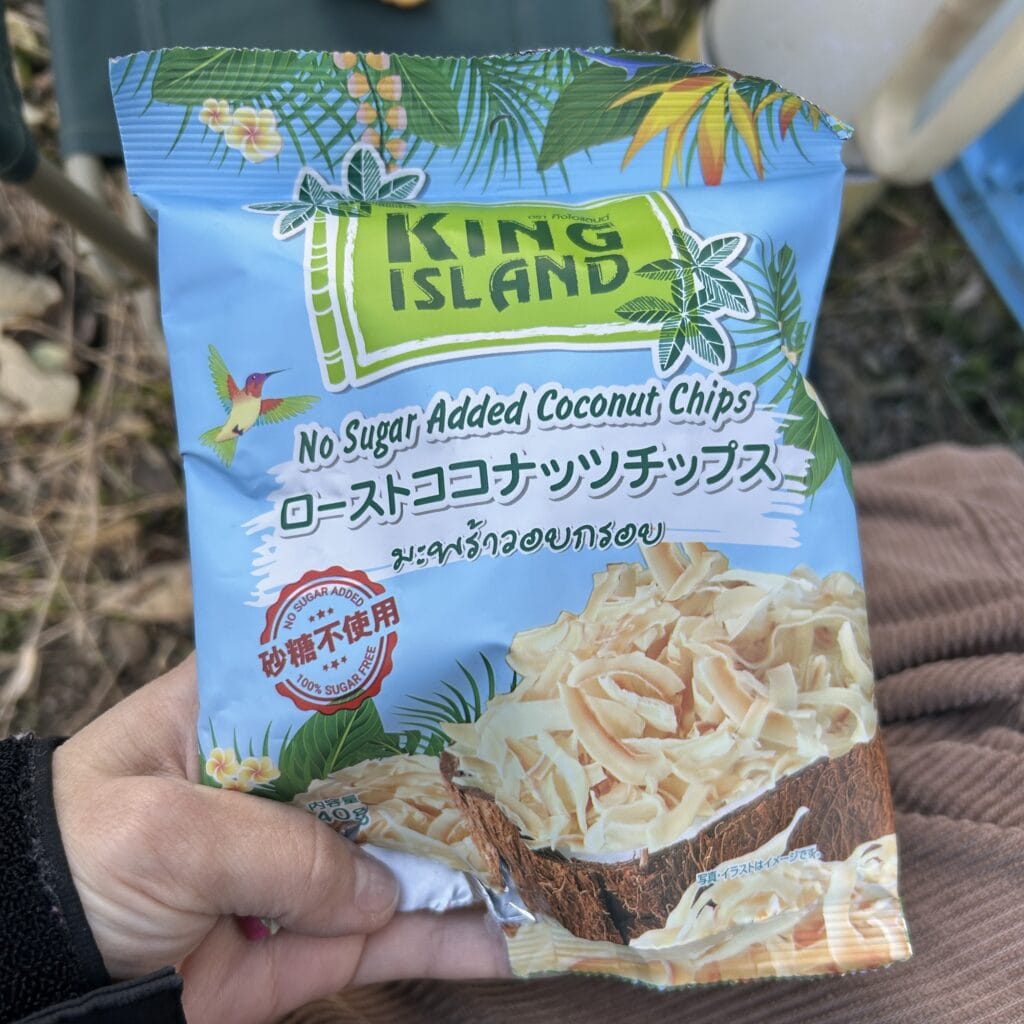 ตรา คิงไอแลนด์
KING
ISLAND
No Sugar Added Coconut Chips
ローストココナッツチップス
มะพร้าวอบกรอบ
NO SUGAR ADDED
砂糖不使用
100% SUGAR FREE
内容量
40g
写真・イラストはイメージです。